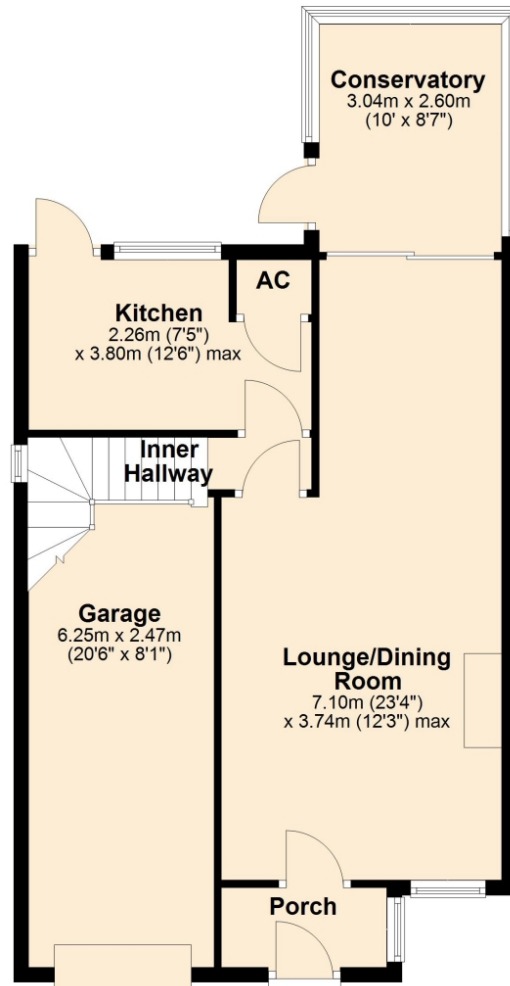 Conservatory
3.04m x 2.60m
(10' x 8'7")
AC
Kitchen
2.26m (7'5")
x 3.80m (12'6") max
Inner
Hallway
Garage
6.25m x 2.47m
(20'6" x 8'1")
Lounge/Dining
Room
7.10m (23'4")
x 3.74m (12'3") max
Porch